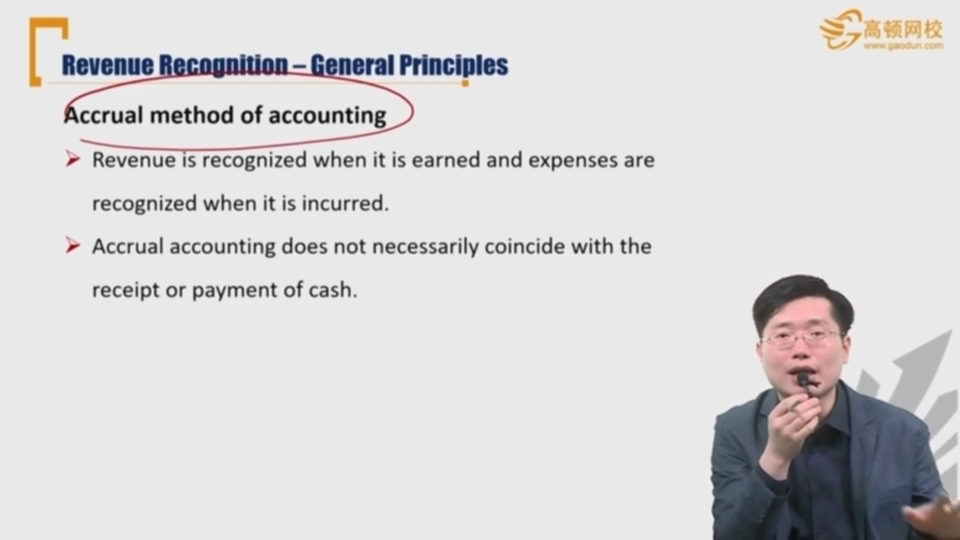 高顿网校
www.gaodun.com
Revenue Recognition – General Principles
Accrual method of accounting
Revenue is recognized when it is earned and expenses are
recognized when it is incurred.
Accrual accounting does not necessarily coincide with the
receipt or payment of cash.